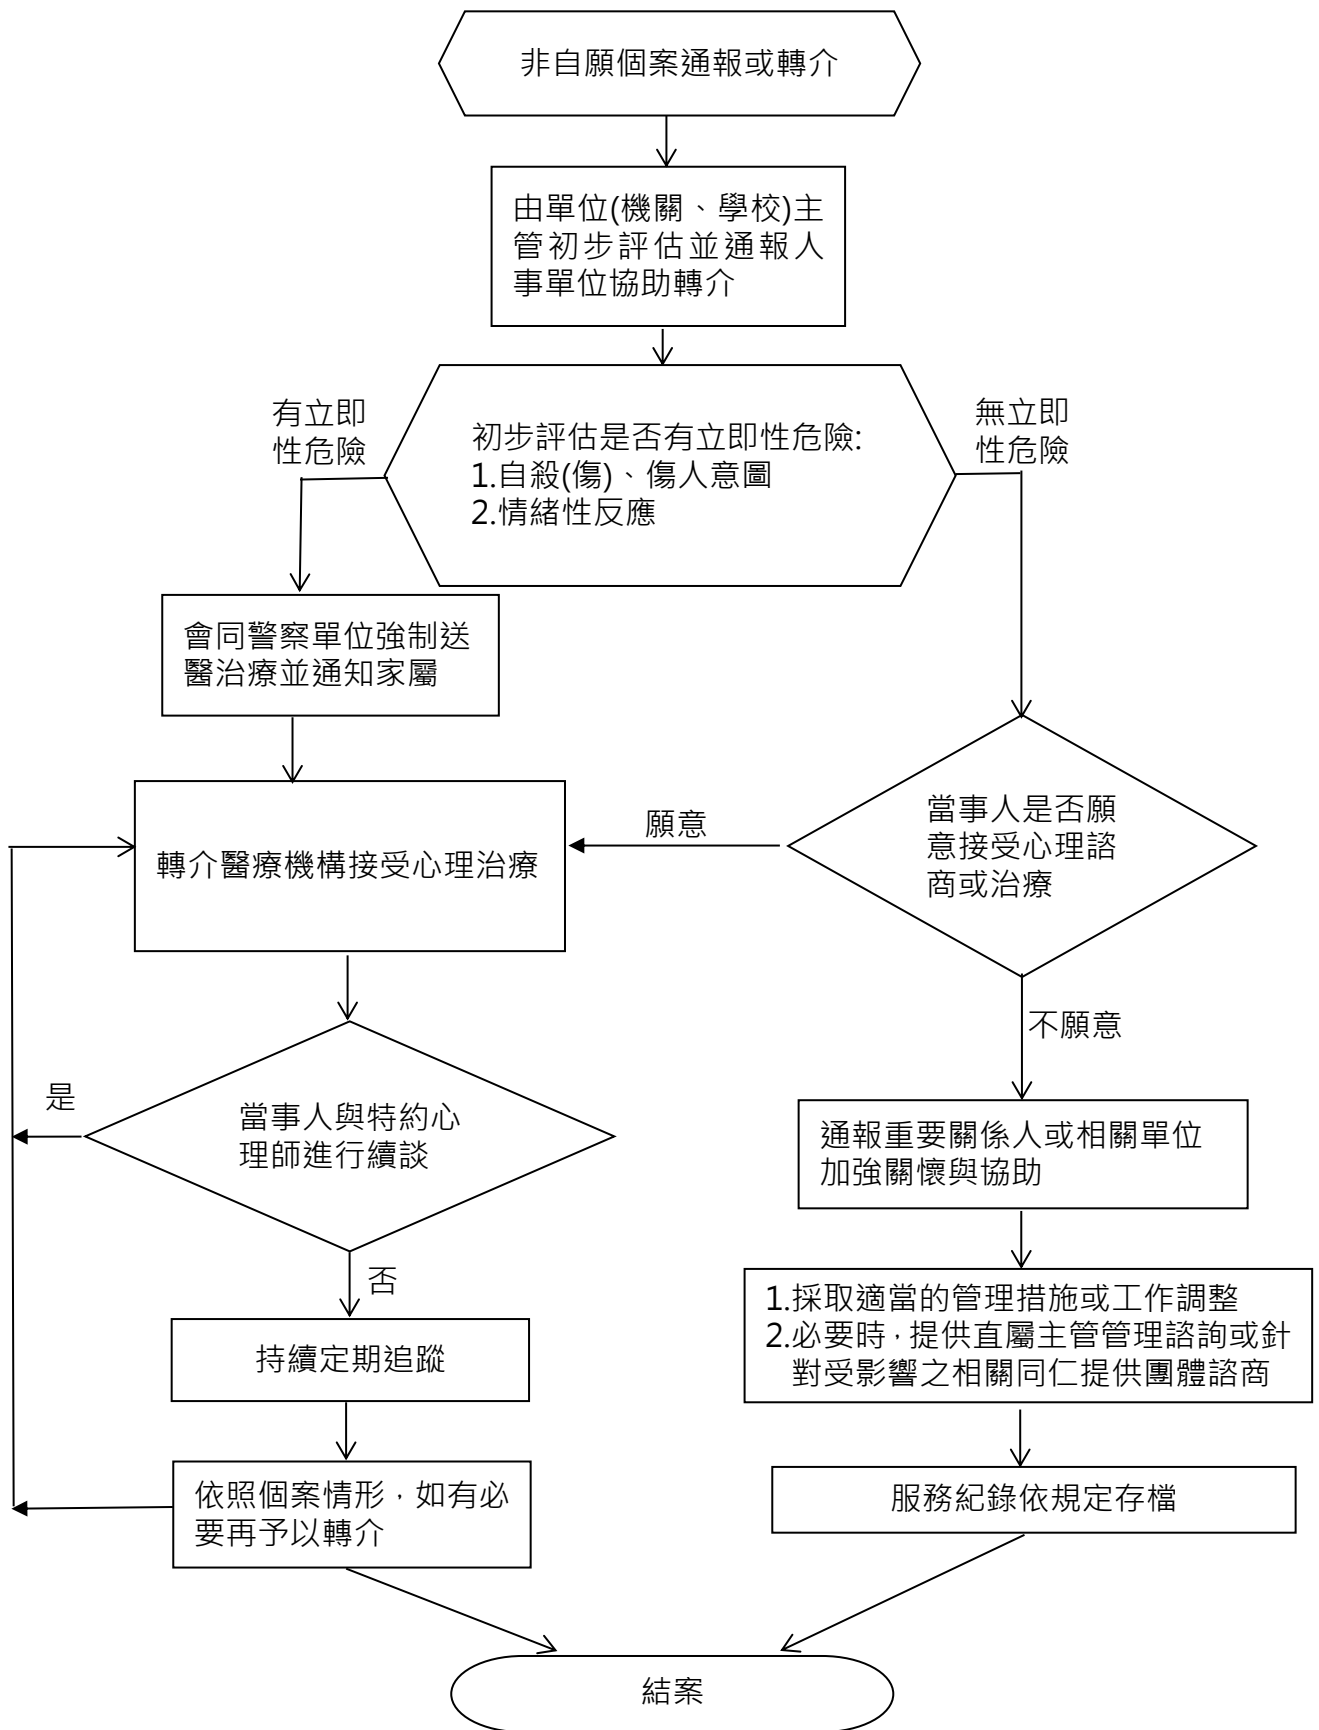 非自願個案通報或轉介
由單位(機關、學校)主
管初步評估並通報人
事單位協助轉介
有立即
性危險
無立即
性危險
初步評估是否有立即性危險:
1.自殺(傷)、傷人意圖
2.情緒性反應
會同警察單位強制送
醫治療並通知家屬
當事人是否願
意接受心理諮
商或治療
願意
轉介醫療機構接受心理治療
不願意
是
當事人與特約心
理師進行續談
通報重要關係人或相關單位
加強關懷與協助
否
1.採取適當的管理措施或工作調整
2.必要時，提供直屬主管管理諮詢或針
對受影響之相關同仁提供團體諮商
持續定期追蹤
依照個案情形，如有必
要再予以轉介
服務紀錄依規定存檔
結案